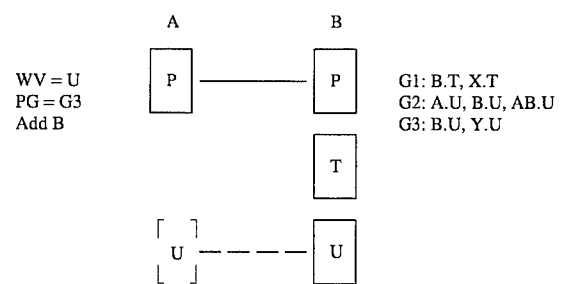 A B
P P
WV = U
PG = G3
Add B
G1: B.T, X.T
G2: A.U, B.U, AB.U
G3: B.U, Y.U
T
U U